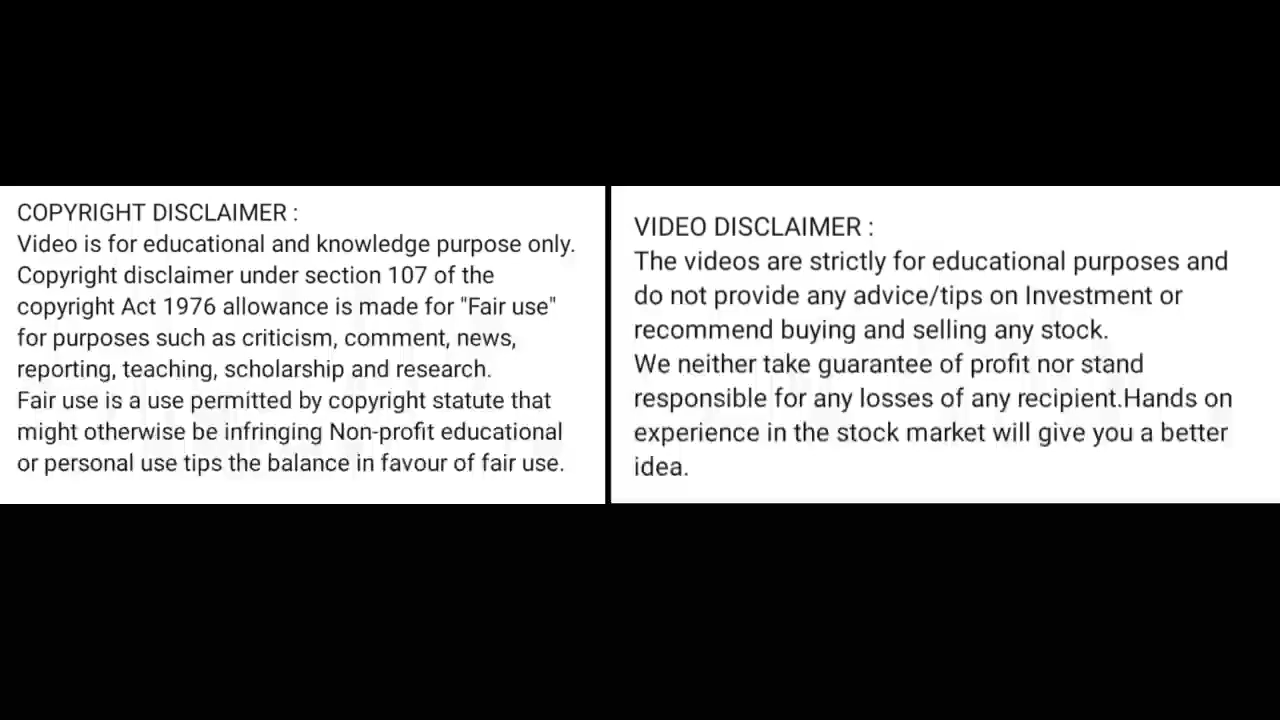 COPYRIGHT DISCLAIMER :
Video is for educational and knowledge purpose only.
Copyright disclaimer under section 107 of the
copyright Act 1976 allowance is made for "Fair use"
for purposes such as criticism, comment, news,
reporting, teaching, scholarship and research.
Fair use is a use permitted by copyright statute that
might otherwise be infringing Non-profit educational
or personal use tips the balance in favour of fair use.
VIDEO DISCLAIMER :
The videos are strictly for educational purposes and
do not provide any advice/tips on Investment or
recommend buying and selling any stock.
We neither take guarantee of profit nor stand
responsible for any losses of any recipient.Hands on
experience in the stock market will give you a better
idea.